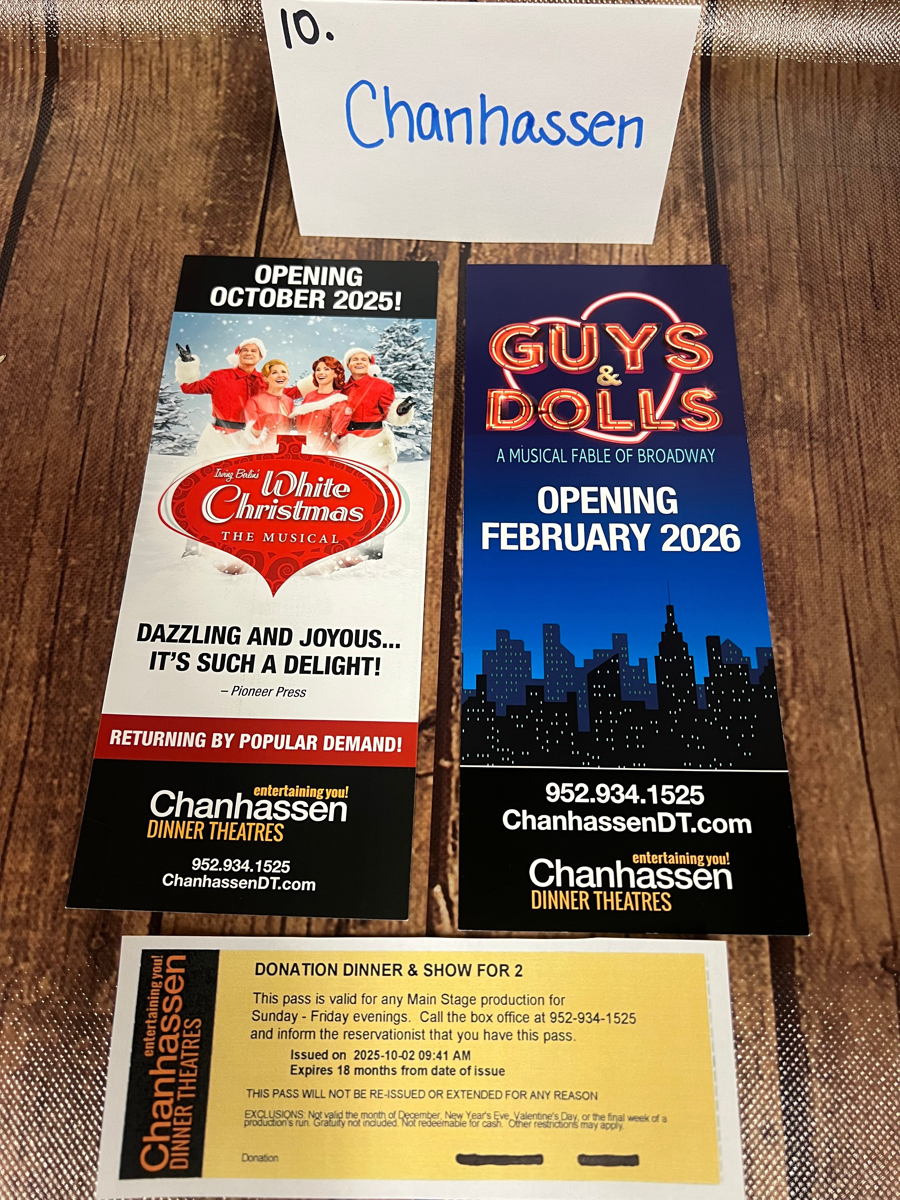 10.
Chanhassen
OPENING
OCTOBER 2025!
Irving Berlin's White
Christmas
THE MUSICAL
DAZZLING AND JOYOUS...
IT'S SUCH A DELIGHT!
– Pioneer Press
RETURNING BY POPULAR DEMAND!
entertaining you!
Chanhassen
DINNER THEATRES
952.934.1525
ChanhassenDT.com
GUYS
&
DOLLS
A MUSICAL FABLE OF BROADWAY
OPENING
FEBRUARY 2026
952.934.1525
ChanhassenDT.com
entertaining you!
Chanhassen
DINNER THEATRES
entertaining you!
Chanhassen
DINNER THEATRES
DONATION DINNER & SHOW FOR 2
This pass is valid for any Main Stage production for
Sunday - Friday evenings. Call the box office at 952-934-1525
and inform the reservationist that you have this pass.
Issued on 2025-10-02 09:41 AM
Expires 18 months from date of issue
THIS PASS WILL NOT BE RE-ISSUED OR EXTENDED FOR ANY REASON
EXCLUSIONS: Not valid the month of December, New Year's Eve, Valentine's Day, or the final week of a
production's run. Gratuity not included. Not redeemable for cash. Other restrictions may apply.
Donation